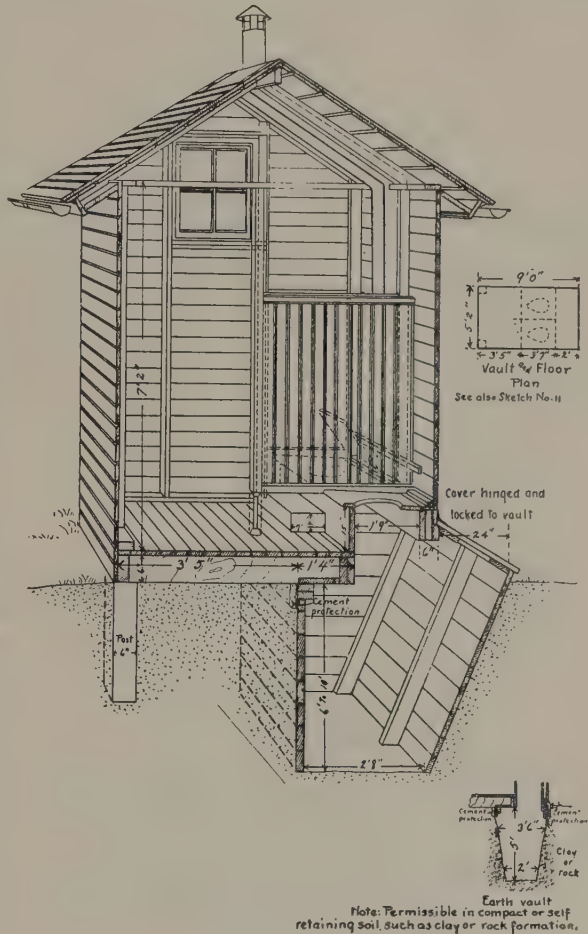 9'0"
5'2"
3'5" 3'7" 2'
Vault and Floor
Plan
See also Sketch No. 11
7'2"
Cover hinged and
locked to vault
24"
1'9"
6"
3' 5" 1'4"
Cement
protection
Post
6"
6'
2'8"
Cement
protection
Cement
protection
3'6"
5'
2'
Clay
or
rock
Earth vault
Note: Permissible in compact or self
retaining soil, such as clay or rock formation.